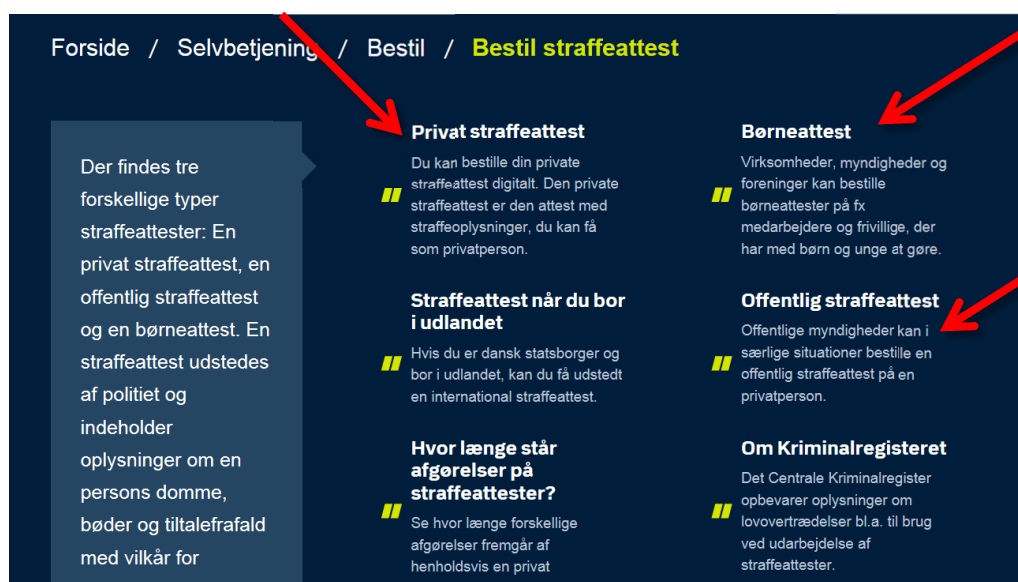 Forside / Selvbetjening / Bestil / Bestil straffeattest
Der findes tre
forskellige typer
straffeattester: En
privat straffeattest, en
offentlig straffeattest
og en børneattest. En
straffeattest udstedes
af politiet og
indeholder
oplysninger om en
persons domme,
bøder og tiltalefrafald
med vilkår for
Privat straffeattest
Du kan bestille din private
straffeattest digitalt. Den private
straffeattest er den attest med
straffeoplysninger, du kan få
som privatperson.
Børneattest
Virksomheder, myndigheder og
foreninger kan bestille
børneattester på fx
medarbejdere og frivillige, der
har med børn og unge at gøre.
Straffeattest når du bor
i udlandet
Hvis du er dansk statsborger og
bor i udlandet, kan du få udstedt
en international straffeattest.
Offentlig straffeattest
Offentlige myndigheder kan i
særlige situationer bestille en
offentlig straffeattest på en
privatperson.
Hvor længe står
afgørelser på
straffeattester?
Se hvor længe forskellige
afgørelser fremgår af
henholdsvis en privat
Om Kriminalregisteret
Det Centrale Kriminalregister
opbevarer oplysninger om
lovovertrædelser bl.a. til brug
ved udarbejdelse af
straffeattester.